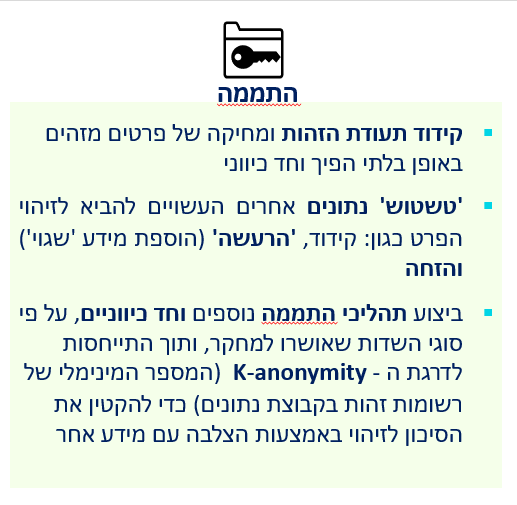 התממה
קידוד תעודת הזהות ומחיקה של פרטים מזהים
באופן בלתי הפיך וחד כיווני
'טשטוש' נתונים אחרים העשויים להביא לזיהוי
הפרט כגון: קידוד, 'הרעשה' (הוספת מידע 'שגוי')
והזחה
ביצוע תהליכי התממה נוספים וחד כיווניים, על פי
סוגי השדות שאושרו למחקר, ותוך התייחסות
לדרגת ה - K-anonymity (המספר המינימלי של
רשומות זהות בקבוצת נתונים) כדי להקטין את
הסיכון לזיהוי באמצעות הצלבה עם מידע אחר